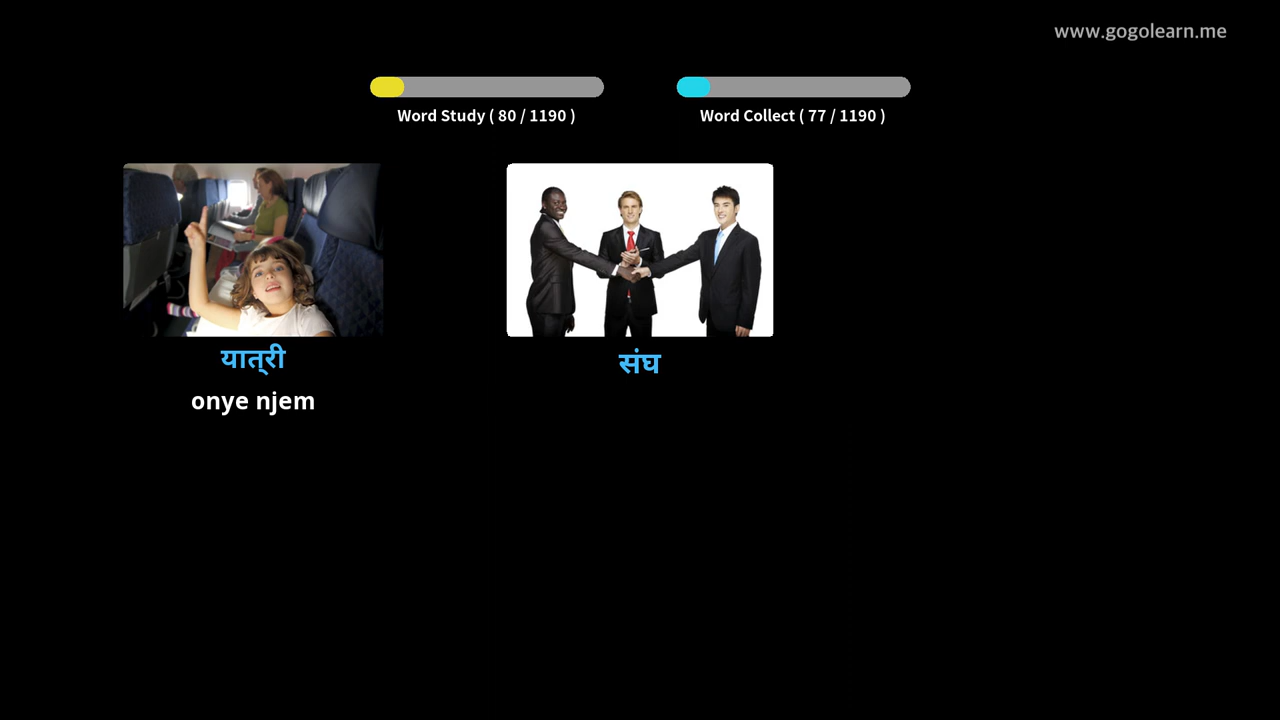 www.gogolearn.me
Word Study ( 80 / 1190 )
Word Collect ( 77 / 1190 )
यात्री
onye njem
संघ